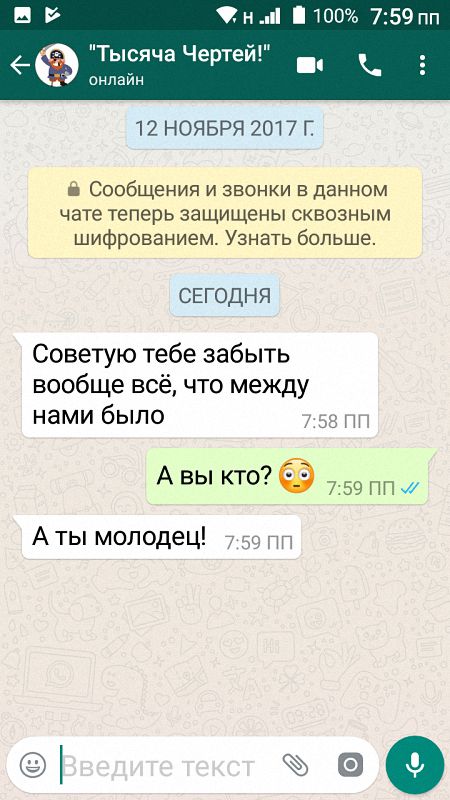 H 100% 7:59 пп
"Тысяча Чертей!"
онлайн
12 НОЯБРЯ 2017 Г.
Сообщения и звонки в данном
чате теперь защищены сквозным
шифрованием. Узнать больше.
СЕГОДНЯ
Советую тебе забыть
вообще всё, что между
нами было
7:58 ПП
А вы кто? 😳 7:59 ПП
А ты молодец! 7:59 ПП
Введите текст